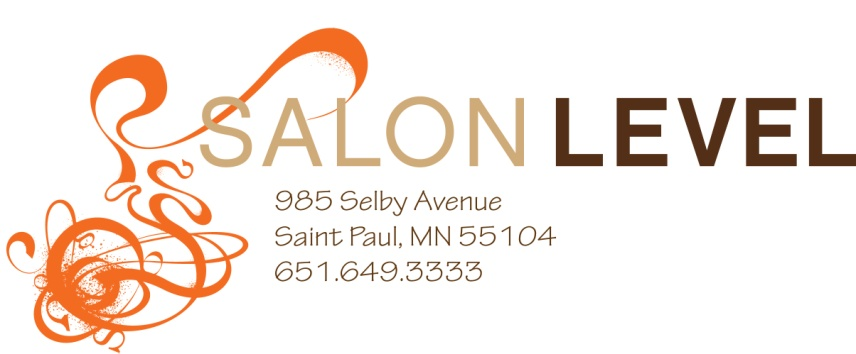 SALON LEVEL
985 Selby Avenue
Saint Paul, MN 55104
651.649.3333